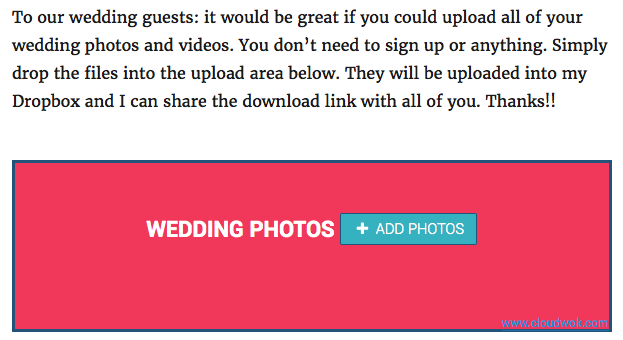 To our wedding guests: it would be great if you could upload all of your
wedding photos and videos. You don’t need to sign up or anything. Simply
drop the files into the upload area below. They will be uploaded into my
Dropbox and I can share the download link with all of you. Thanks!!
WEDDING PHOTOS + ADD PHOTOS
www.cloudwok.com